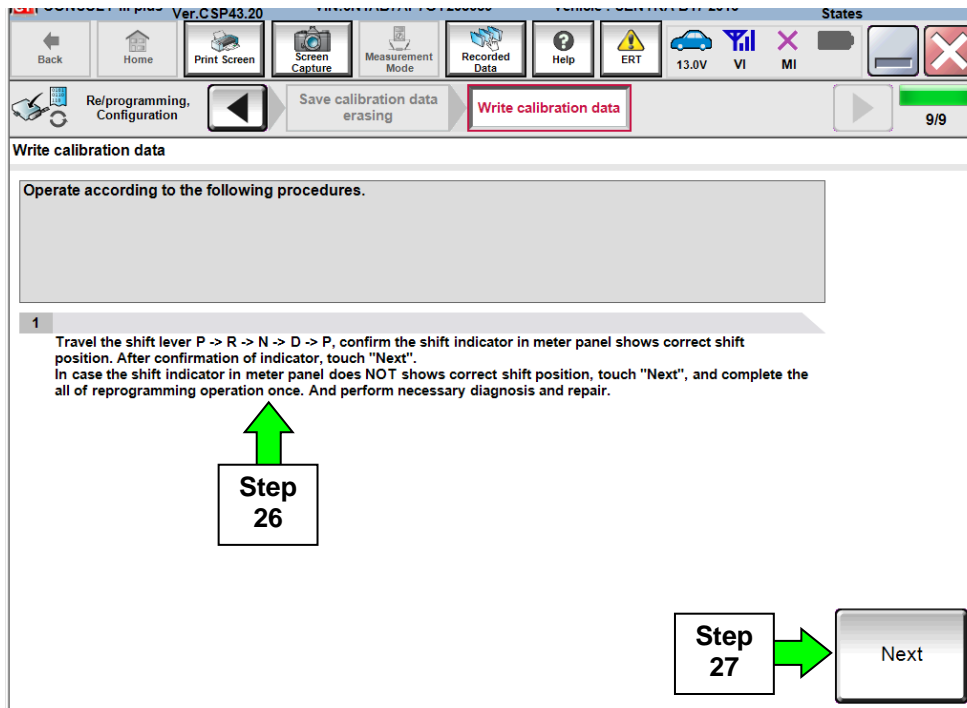 Ver.CSP43.20
States
Back
Home
Print Screen
Screen
Capture
Measurement
Mode
Recorded
Data
Help
ERT
13.0V
VI
MI
Re/programming,
Configuration
Save calibration data
erasing
Write calibration data
9/9
Write calibration data
Operate according to the following procedures.
1
Travel the shift lever P -> R -> N -> D -> P, confirm the shift indicator in meter panel shows correct shift
position. After confirmation of indicator, touch "Next".
In case the shift indicator in meter panel does NOT shows correct shift position, touch "Next", and complete the
all of reprogramming operation once. And perform necessary diagnosis and repair.
Step
26
Step
27
Next